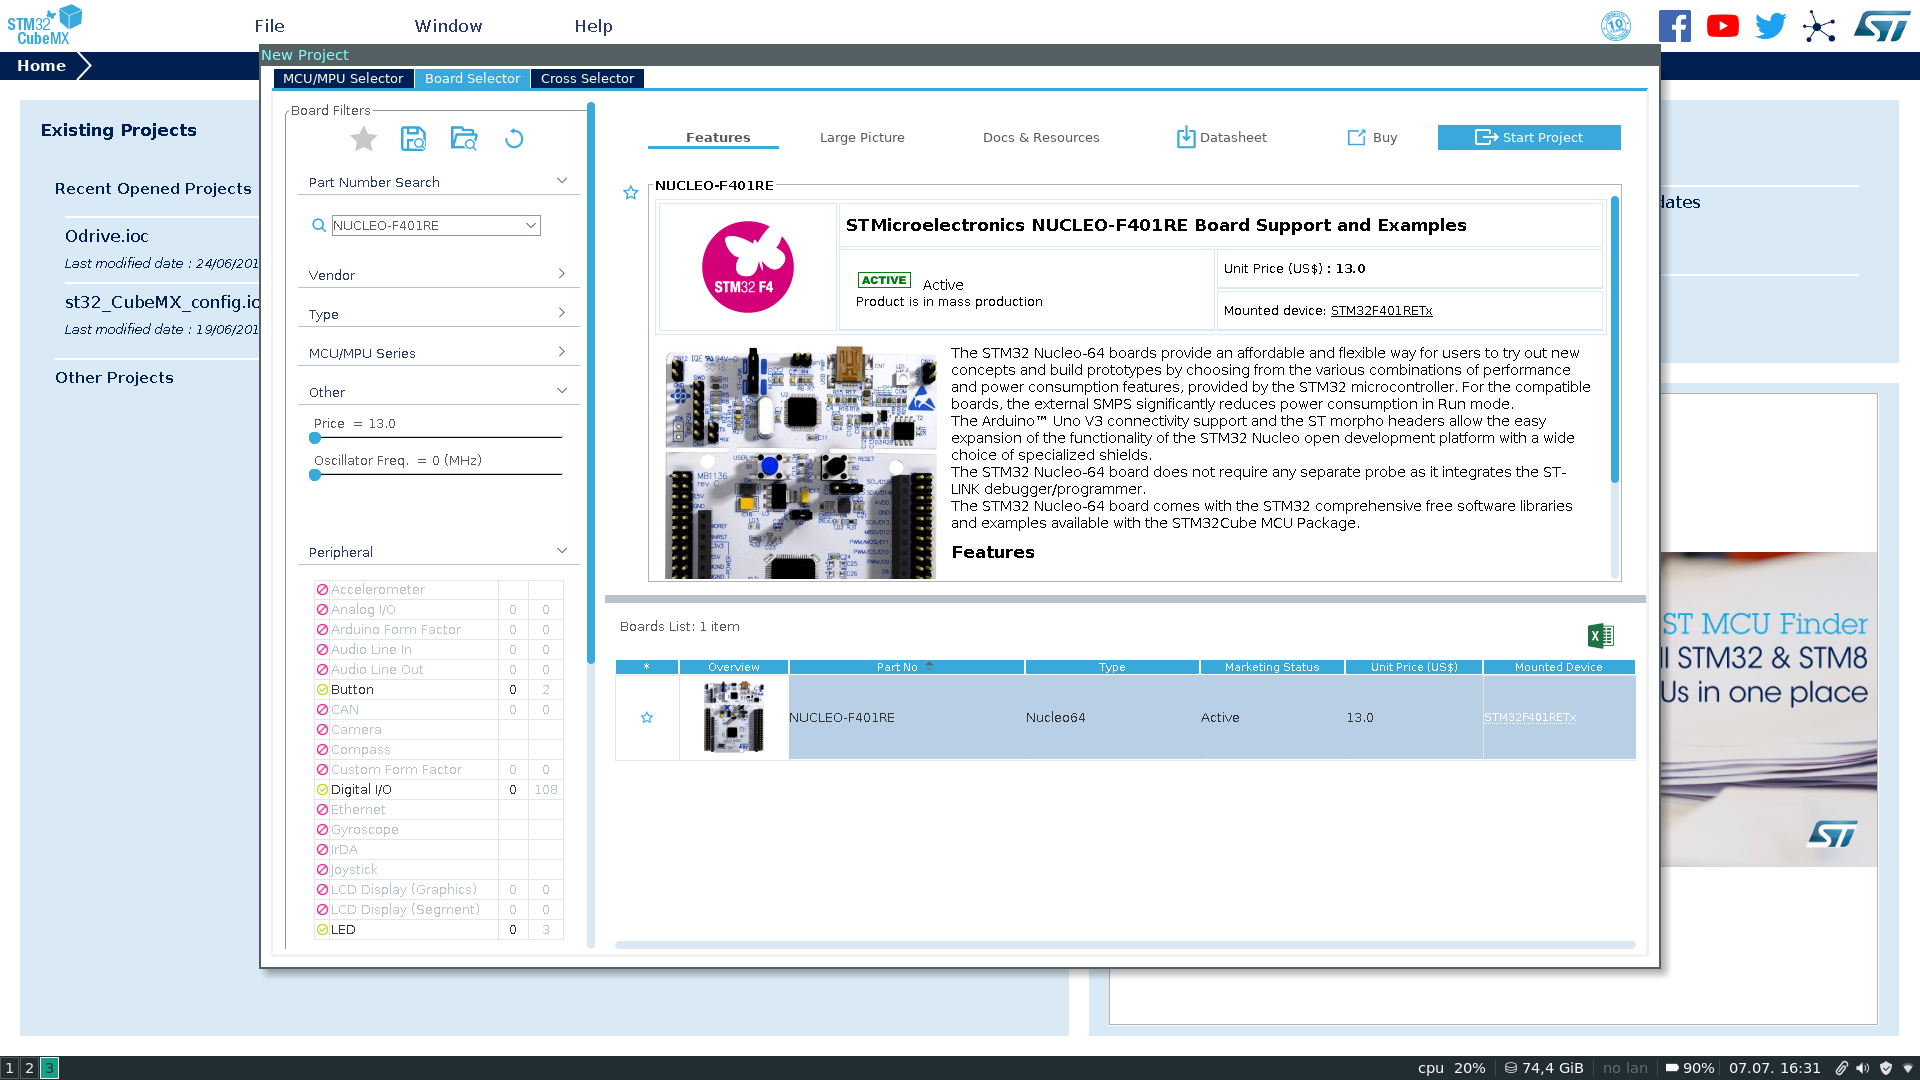 STM32
CubeMX
File
Window
Help
10
Home
New Project
MCU/MPU Selector
Board Selector
Cross Selector
Existing Projects
Recent Opened Projects
Odrive.ioc
Last modified date : 24/06/201
st32_CubeMX_config.io
Last modified date : 19/06/201
Other Projects
Board Filters
Part Number Search
NUCLEO-F401RE
Vendor
Type
MCU/MPU Series
Other
Price = 13.0
Oscillator Freq. = 0 (MHz)
Peripheral
Accelerometer
Analog I/O 0 0
Arduino Form Factor 0 0
Audio Line In 0 0
Audio Line Out 0 0
Button 0 2
CAN 0 0
Camera
Compass
Custom Form Factor 0 0
Digital I/O 0 108
Ethernet
Gyroscope
IrDA
Joystick
LCD Display (Graphics) 0 0
LCD Display (Segment) 0 0
LED 0 3
Features
Large Picture
Docs & Resources
Datasheet
Buy
Start Project
NUCLEO-F401RE
STM32 F4
STMicroelectronics NUCLEO-F401RE Board Support and Examples
ACTIVE Active
Product is in mass production
Unit Price (US$) : 13.0
Mounted device: STM32F401RETx
The STM32 Nucleo-64 boards provide an affordable and flexible way for users to try out new
concepts and build prototypes by choosing from the various combinations of performance
and power consumption features, provided by the STM32 microcontroller. For the compatible
boards, the external SMPS significantly reduces power consumption in Run mode.
The Arduino™ Uno V3 connectivity support and the ST morpho headers allow the easy
expansion of the functionality of the STM32 Nucleo open development platform with a wide
choice of specialized shields.
The STM32 Nucleo-64 board does not require any separate probe as it integrates the ST-
LINK debugger/programmer.
The STM32 Nucleo-64 board comes with the STM32 comprehensive free software libraries
and examples available with the STM32Cube MCU Package.
Features
MB1136
rev C
USER
RESET
Boards List: 1 item
* Overview Part No Type Marketing Status Unit Price (US$) Mounted Device
NUCLEO-F401RE Nucleo64 Active 13.0 STM32F401RETx
dates
ST MCU Finder
ll STM32 & STM8
Us in one place
ST
1 2 3
cpu 20% 74,4 GiB no lan 90% 07.07. 16:31